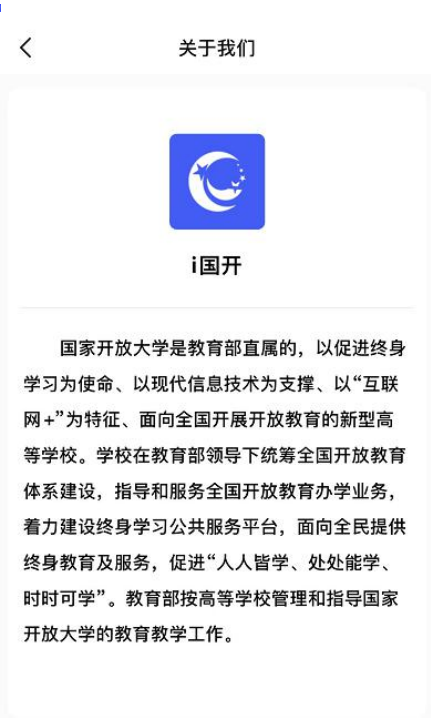 关于我们
i国开
国家开放大学是教育部直属的，以促进终身
学习为使命、以现代信息技术为支撑、以“互联
网+”为特征、面向全国开展开放教育的新型高
等学校。学校在教育部领导下统筹全国开放教育
体系建设，指导和服务全国开放教育办学业务，
着力建设终身学习公共服务平台，面向全民提供
终身教育及服务，促进“人人皆学、处处能学、
时时可学”。教育部按高等学校管理和指导国家
开放大学的教育教学工作。